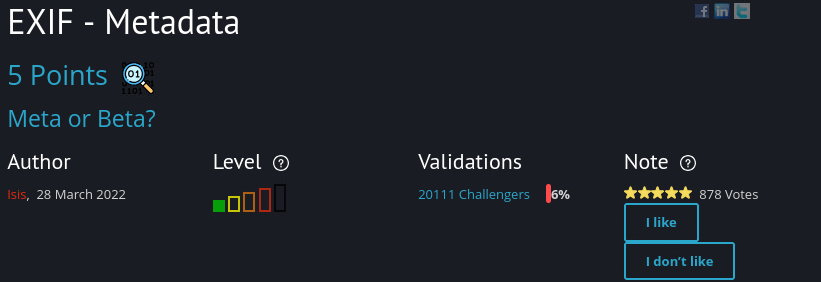 EXIF - Metadata
5 Points
Meta or Beta?
Author
Level ?
Validations
Note ?
Isis, 28 March 2022
20111 Challengers
6%
878 Votes
I like
I don't like